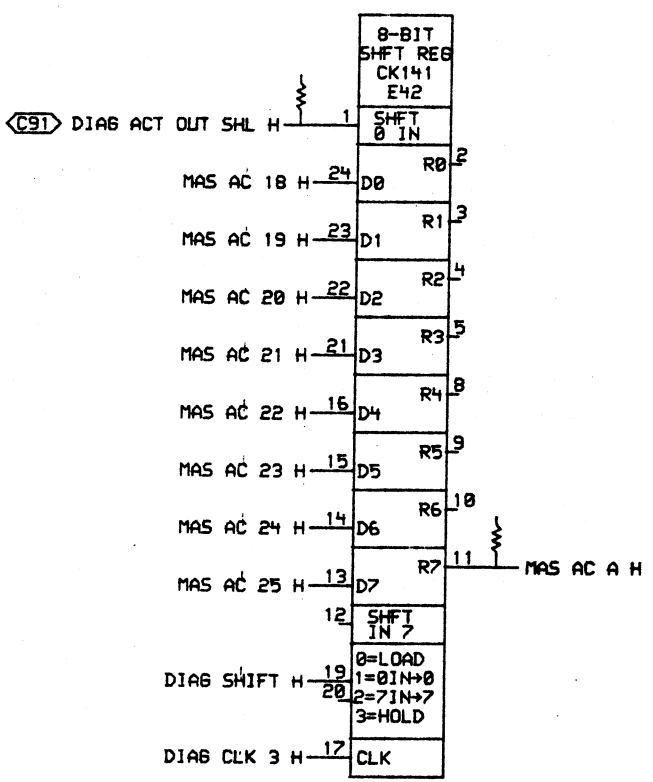 8-BIT
SHFT REG
CK141
E42
C91 DIAG ACT OUT SHL H 1 SHFT
0 IN
R0 2
MAS AC 18 H 24 D0
R1 3
MAS AC 19 H 23 D1
R2 4
MAS AC 20 H 22 D2
R3 5
MAS AC 21 H 21 D3
R4 8
MAS AC 22 H 16 D4
R5 9
MAS AC 23 H 15 D5
R6 10
MAS AC 24 H 14 D6
R7 11 MAS AC A H
MAS AC 25 H 13 D7
12 SHFT
IN 7
0=LOAD
DIAG SHIFT H 19 1=0IN→0
20 2=7IN→7
3=HOLD
DIAG CLK 3 H 17 CLK